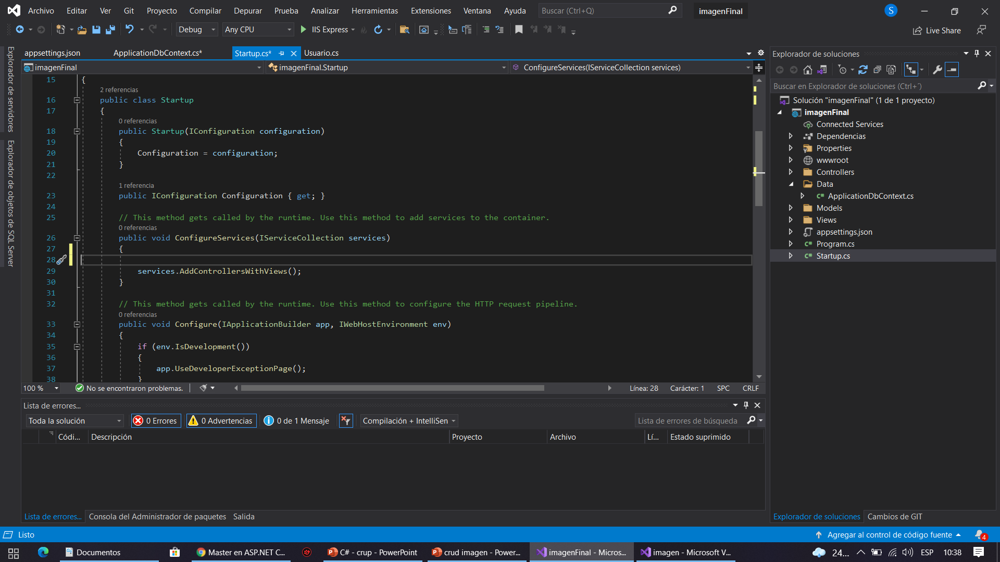 Archivo Editar Ver Git Proyecto Compilar Depurar Prueba Analizar Herramientas Extensiones Ventana Ayuda Buscar (Ctrl+Q) imagenFinal S
Debug Any CPU IIS Express Live Share
Explorador de servidores
Explorador de objetos de SQL Server
appsettings.json ApplicationDbContext.cs* Startup.cs* Usuario.cs
imagenFinal imagenFinal.Startup ConfigureServices(IServiceCollection services)
15 {
2 referencias
16 public class Startup
17 {
0 referencias
18 public Startup(IConfiguration configuration)
19 {
20 Configuration = configuration;
21 }
22
1 referencia
23 public IConfiguration Configuration { get; }
24
25 // This method gets called by the runtime. Use this method to add services to the container.
0 referencias
26 public void ConfigureServices(IServiceCollection services)
27 {
28
29 services.AddControllersWithViews();
30 }
31
32 // This method gets called by the runtime. Use this method to configure the HTTP request pipeline.
0 referencias
33 public void Configure(IApplicationBuilder app, IWebHostEnvironment env)
34 {
35 if (env.IsDevelopment())
36 {
37 app.UseDeveloperExceptionPage();
38 }
100 % No se encontraron problemas. Línea: 28 Carácter: 1 SPC CRLF
Lista de errores...
Toda la solución 0 Errores 0 Advertencias 0 de 1 Mensaje Compilación + IntelliSen Lista de errores de búsqueda
Códi... Descripción Proyecto Archivo Lí... Estado suprimido
Lista de errores... Consola del Administrador de paquetes Salida
Explorador de soluciones
Buscar en Explorador de soluciones (Ctrl+´)
Solución "imagenFinal" (1 de 1 proyecto)
imagenFinal
Connected Services
Dependencias
Properties
wwwroot
Controllers
Data
C# ApplicationDbContext.cs
Models
Views
appsettings.json
C# Program.cs
C# Startup.cs
Explorador de soluciones Cambios de GIT
Listo Agregar al control de código fuente 4
Documentos Master en ASP.NET C... C# - crup - PowerPoint crud imagen - Power... imagenFinal - Micros... imagen - Microsoft V... 24... ESP 10:38